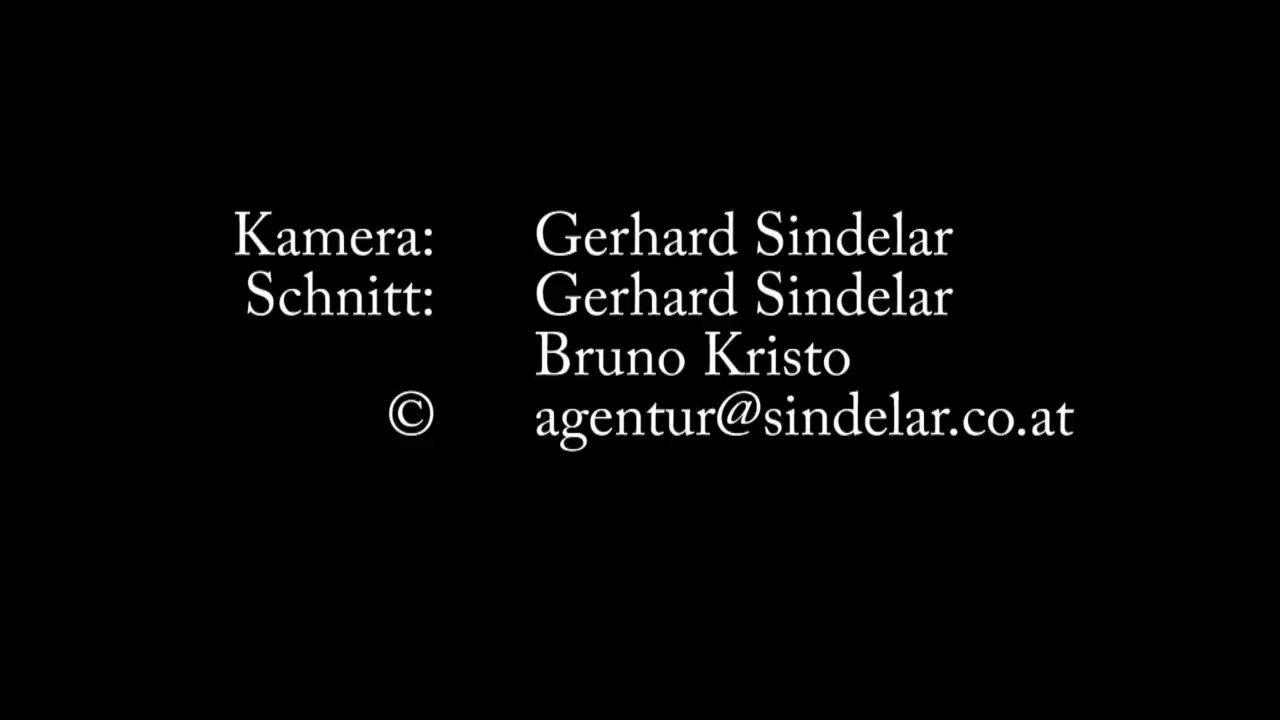 Kamera: Gerhard Sindelar
Schnitt: Gerhard Sindelar
Bruno Kristo
© agentur@sindelar.co.at